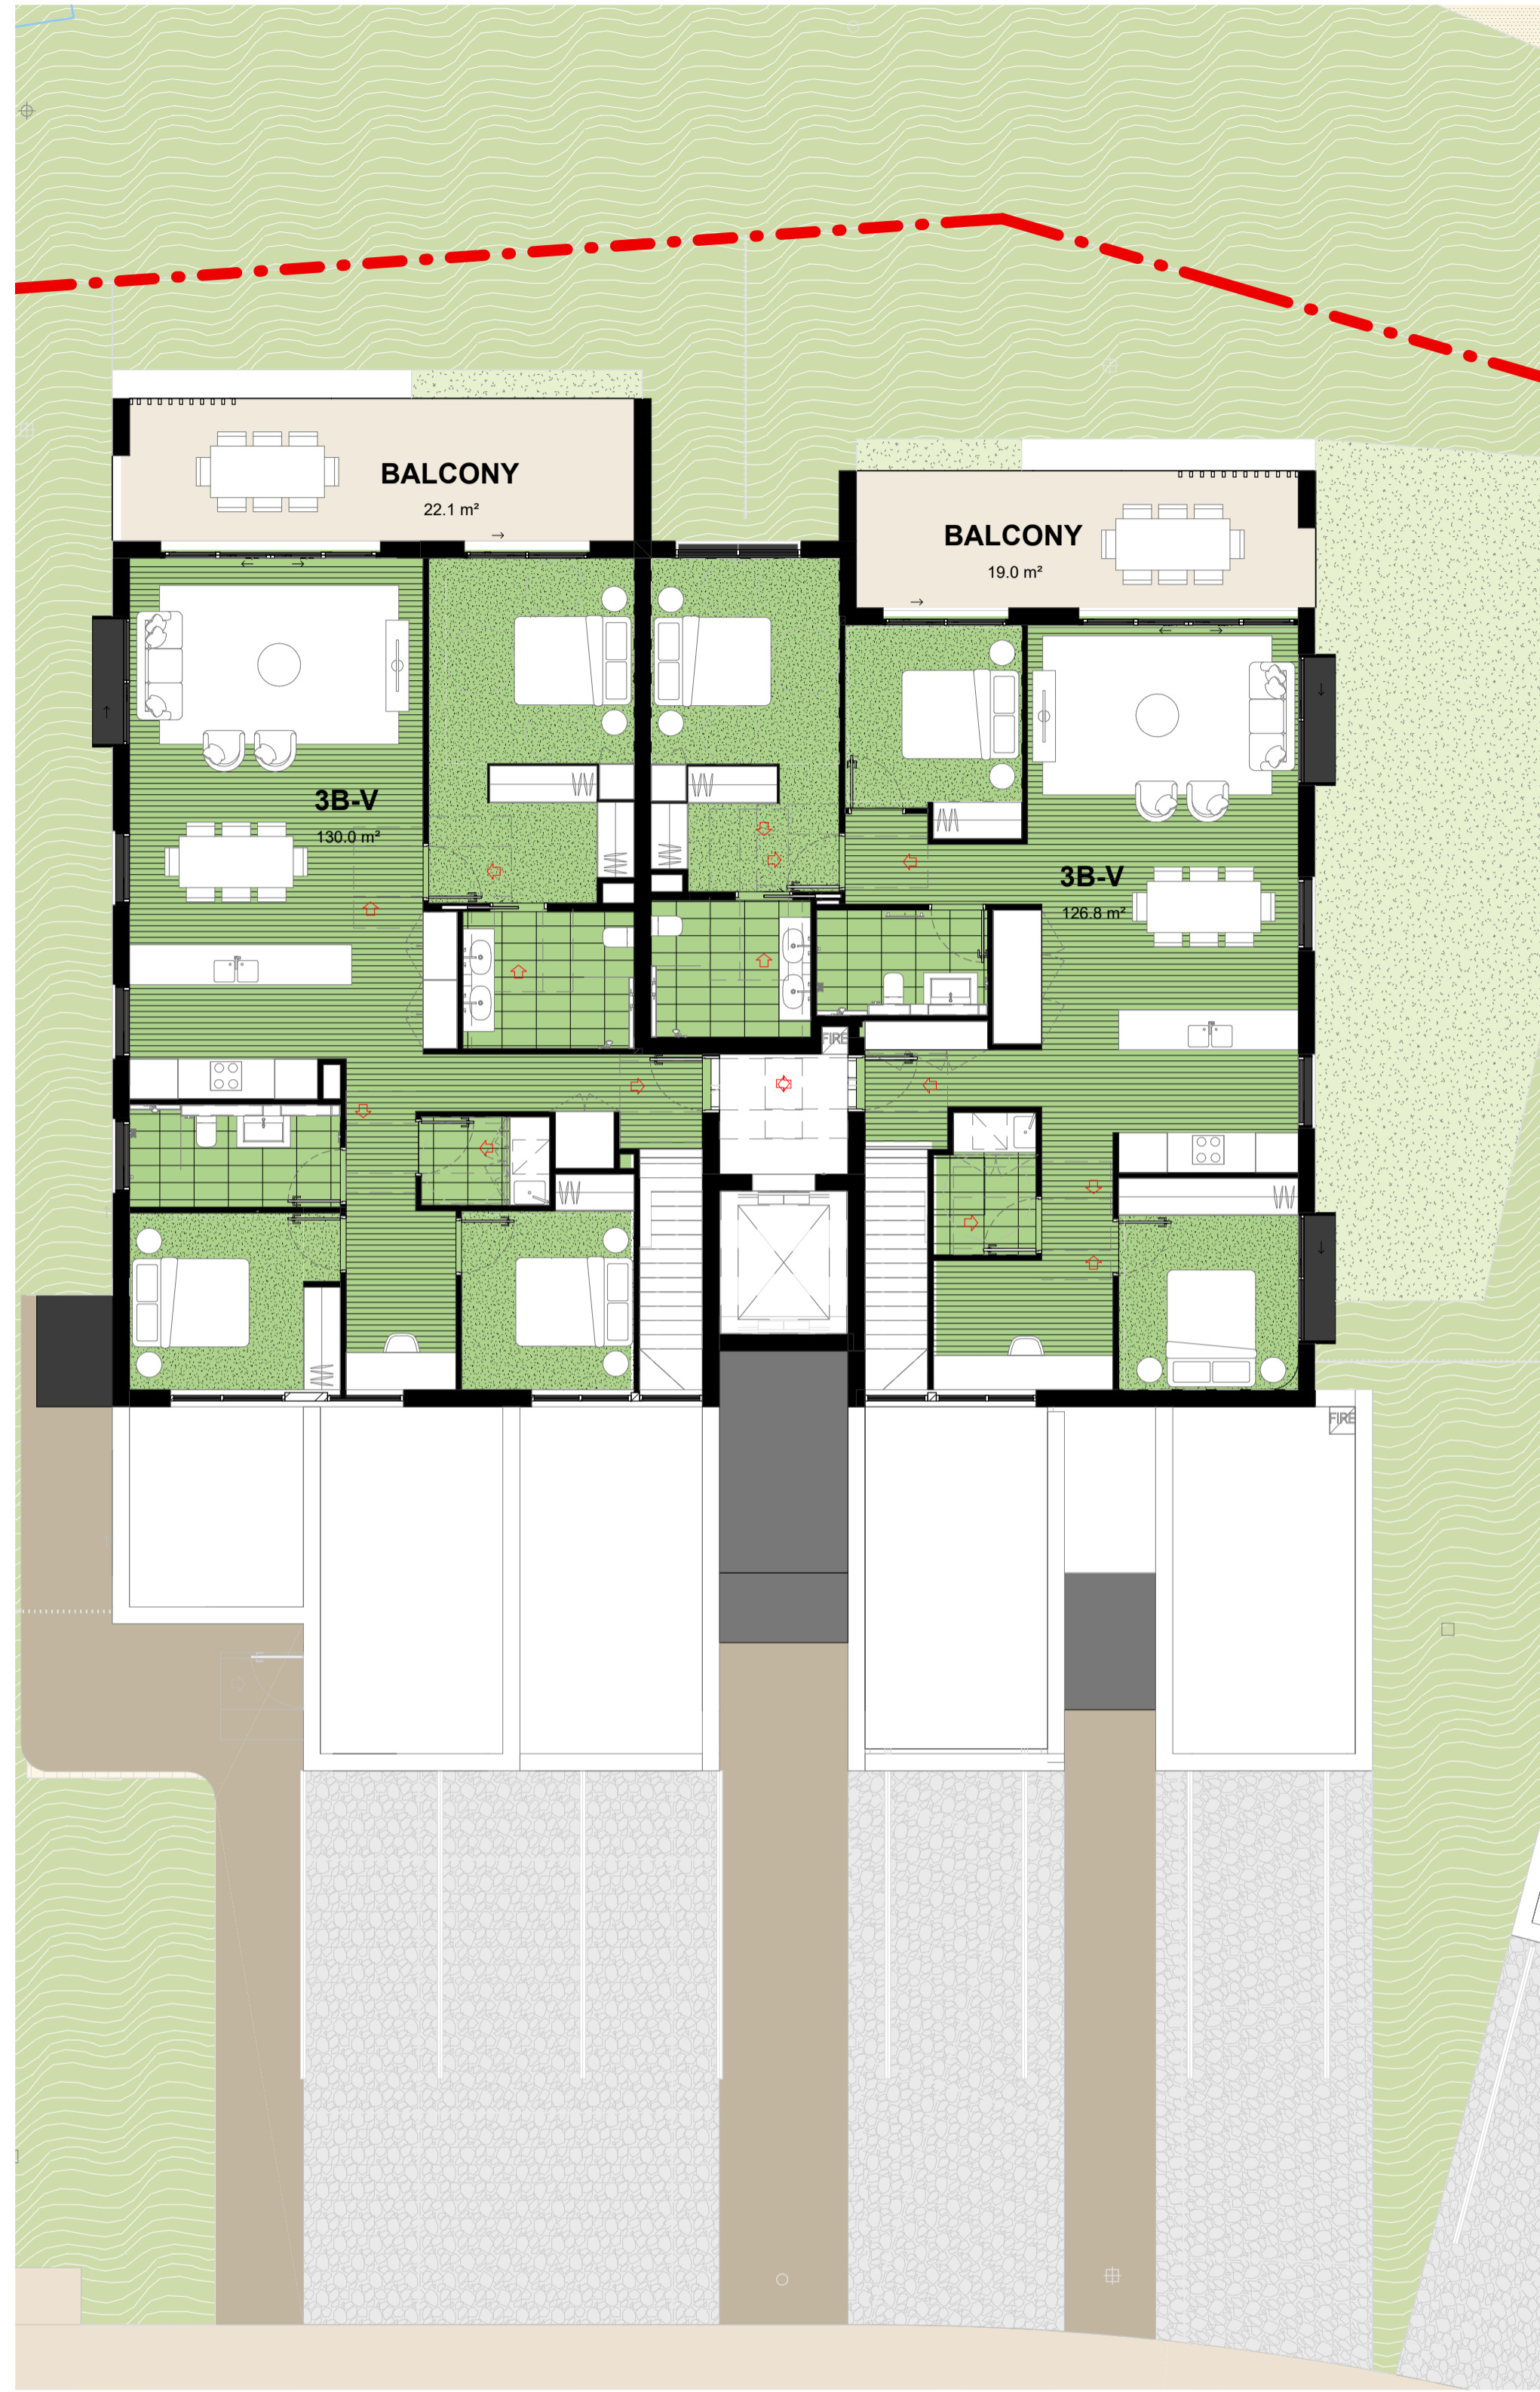 BALCONY
22.1 m²
BALCONY
19.0 m²
3B-V
130.0 m²
3B-V
126.8 m²
FIRE
FIRE